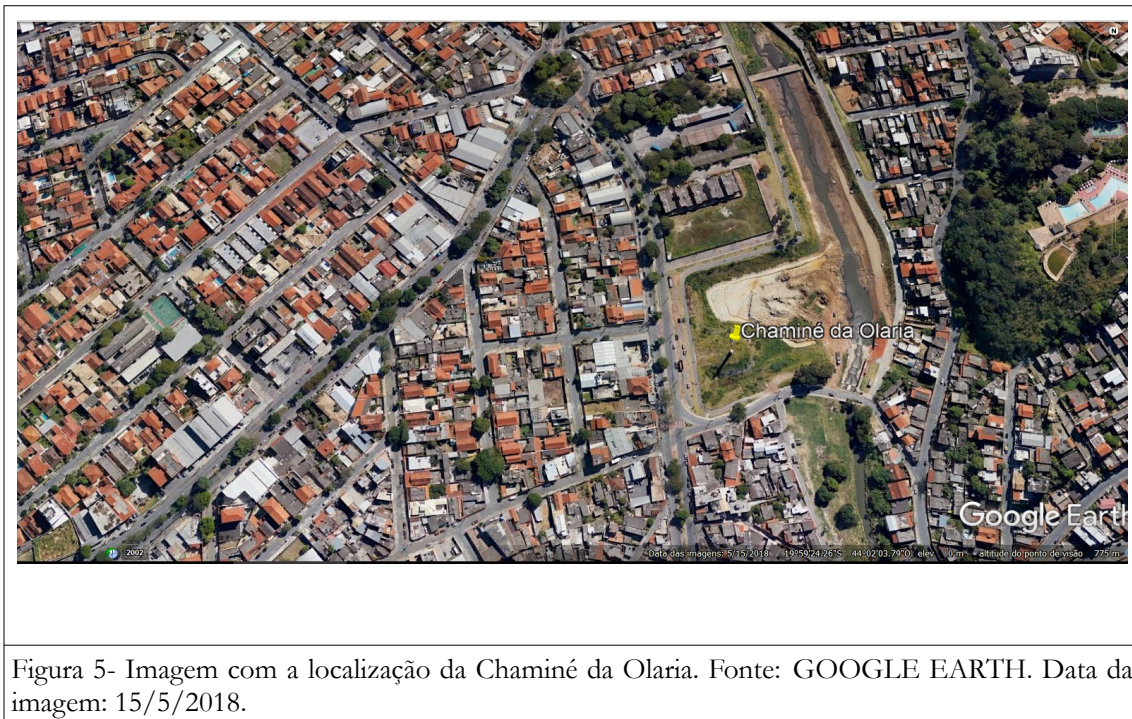 N
Chaminé da Olaria
Google Earth
2002
Data das imagens: 5/15/2018 19°59'24.26"S 44°02'03.79"O elev 0 m altitude do ponto de visão 775 m
Figura 5- Imagem com a localização da Chaminé da Olaria. Fonte: GOOGLE EARTH. Data da
imagem: 15/5/2018.